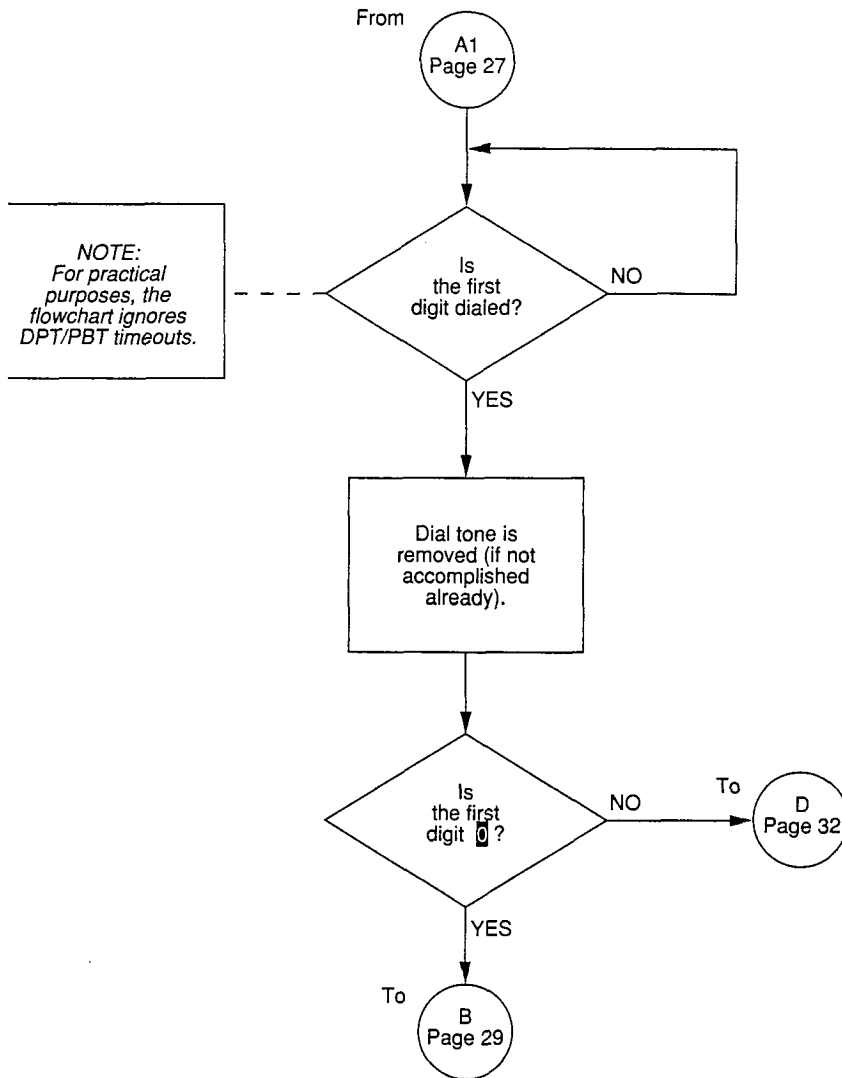 From
A1
Page 27
NOTE:
For practical
purposes, the
flowchart ignores
DPT/PBT timeouts.
Is
the first
digit dialed?
NO
YES
Dial tone is
removed (if not
accomplished
already).
Is
the first
digit 0 ?
NO
To
D
Page 32
YES
To
B
Page 29